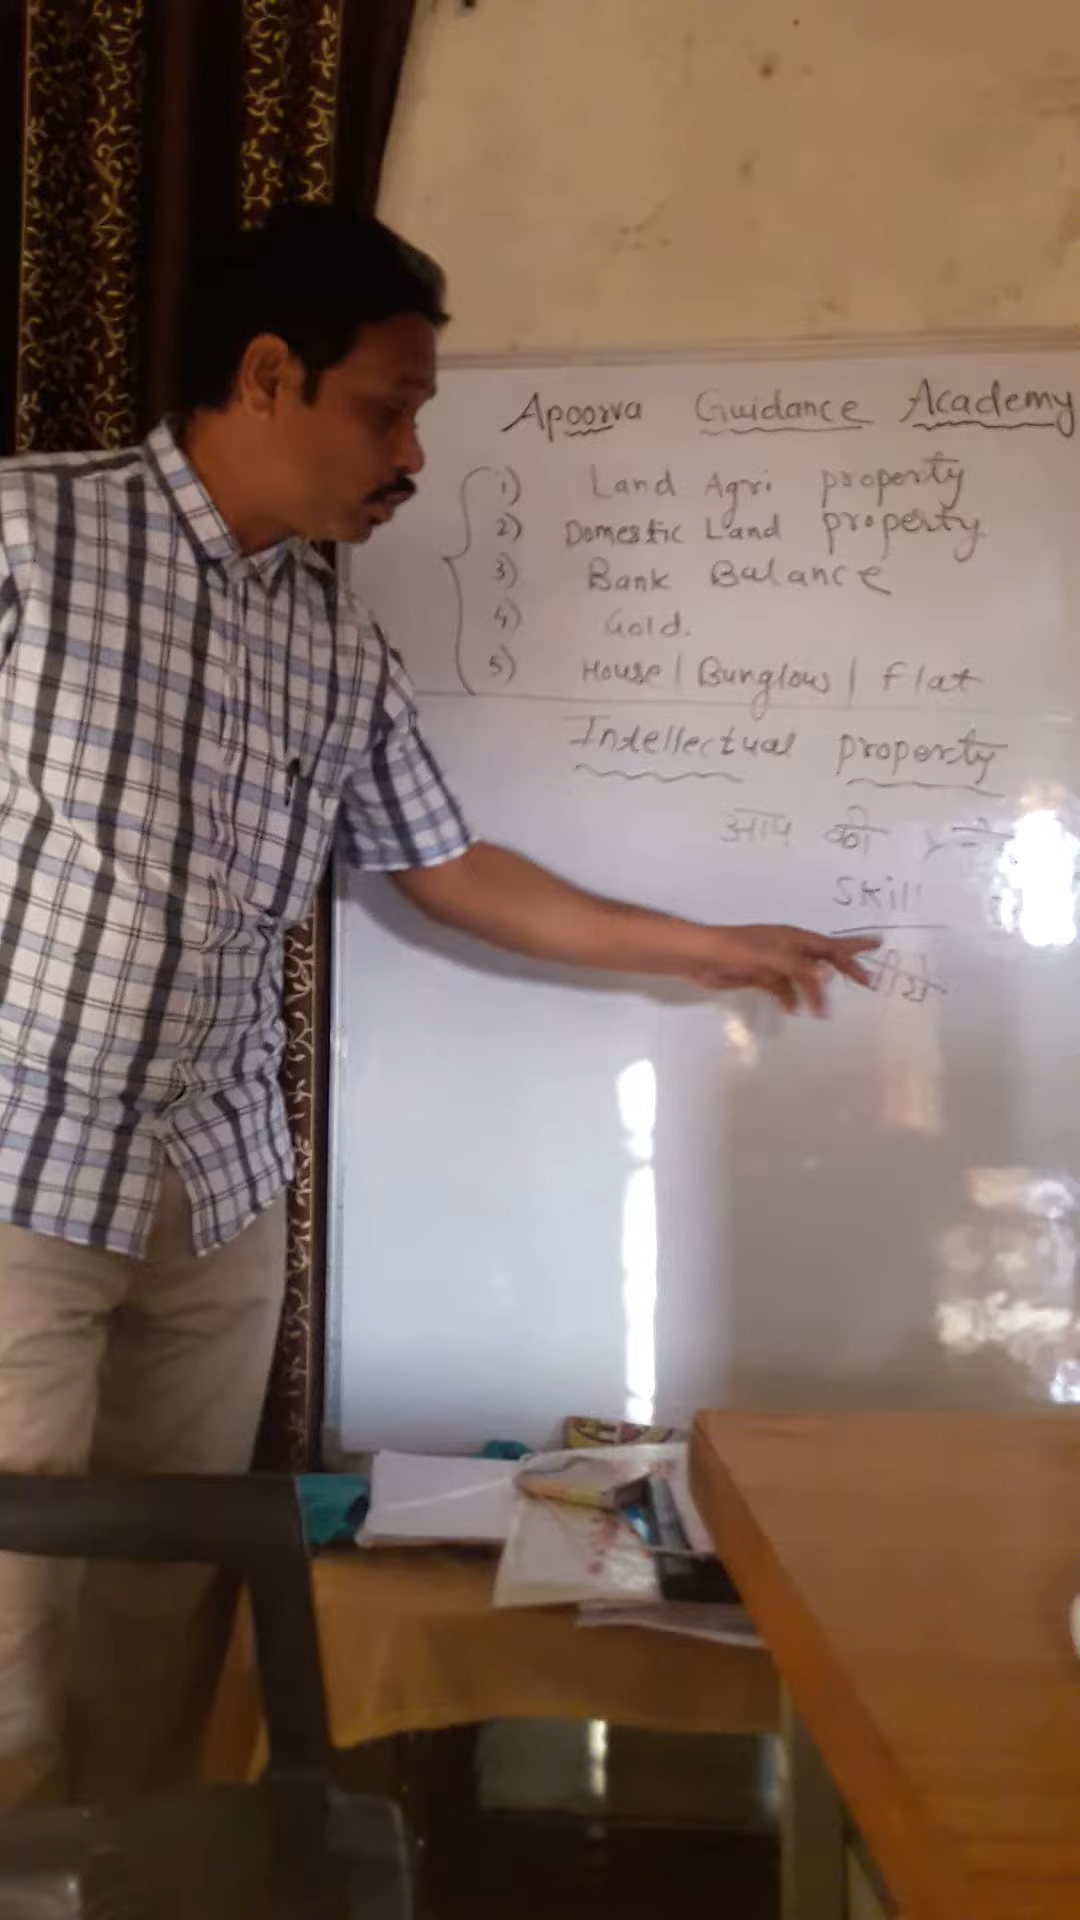 Apoorva Guidance Academy
1) Land Agri property
2) Domestic Land property
3) Bank Balance
4) Gold.
5) House / Bunglow / flat
Intellectual property
आप को
Skill